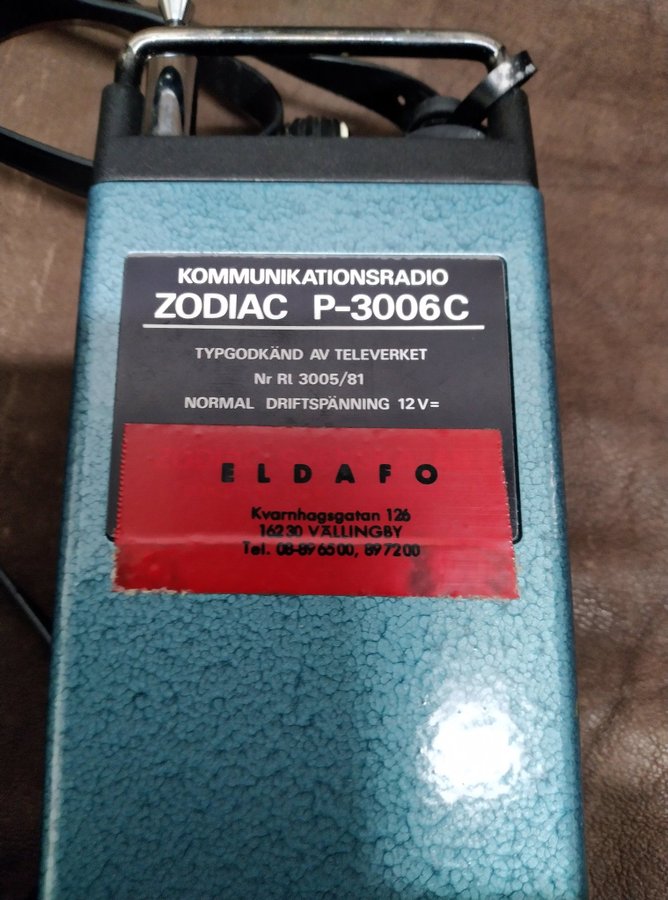 KOMMUNIKATIONSRADIO
ZODIAC P-3006C
TYPGODKÄND AV TELEVERKET
Nr RL 3005/81
NORMAL DRIFTSPÄNNING 12V=
ELDAFO
Kvarnhagsgatan 126
16230 VÄLLINGBY
Tel. 08-896500, 897200